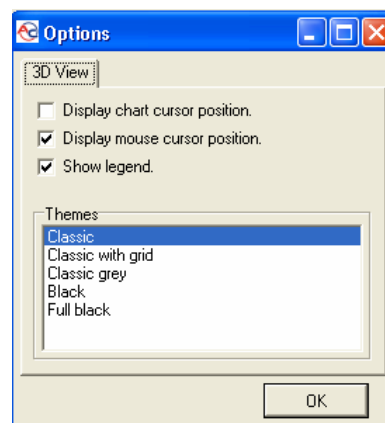 Options
3D View
Display chart cursor position.
Display mouse cursor position.
Show legend.
Themes
Classic
Classic with grid
Classic grey
Black
Full black
OK